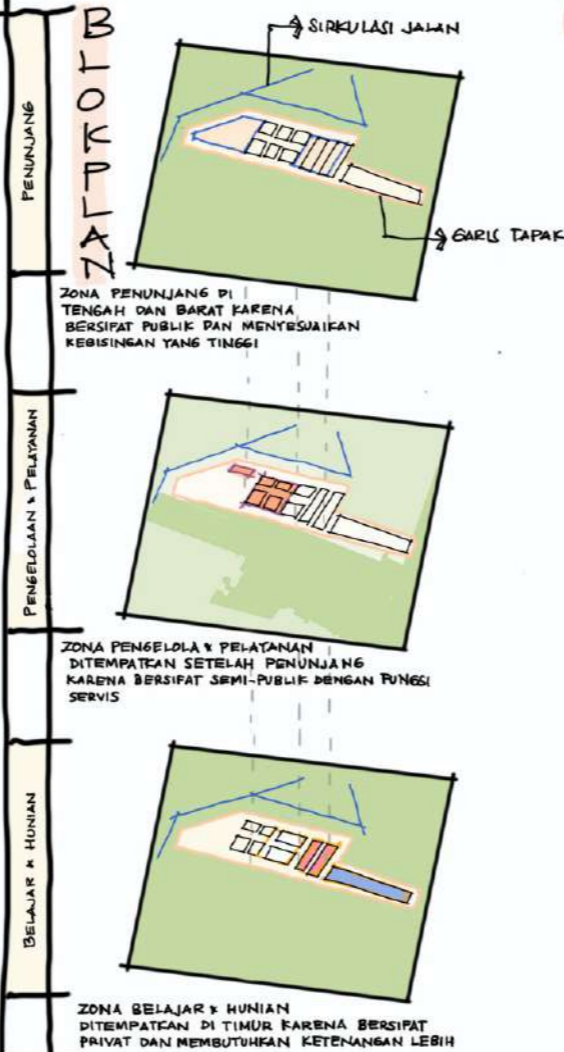 BLOKPLAN
PENUNJANG
SIRKULASI JALAN
GARIS TAPAK
ZONA PENUNJANG DI
TENGAH DAN BARAT KARENA
BERSIFAT PUBLIK DAN MENYESUAIKAN
KEBISINGAN YANG TINGGI
PENGELOLAAN & PELAYANAN
ZONA PENGELOLA & PELAYANAN
DITEMPATKAN SETELAH PENUNJANG
KARENA BERSIFAT SEMI-PUBLIK DENGAN FUNGSI
SERVIS
BELAJAR & HUNIAN
ZONA BELAJAR & HUNIAN
DITEMPATKAN DI TIMUR KARENA BERSIFAT
PRIVAT DAN MEMBUTUHKAN KETENANGAN LEBIH